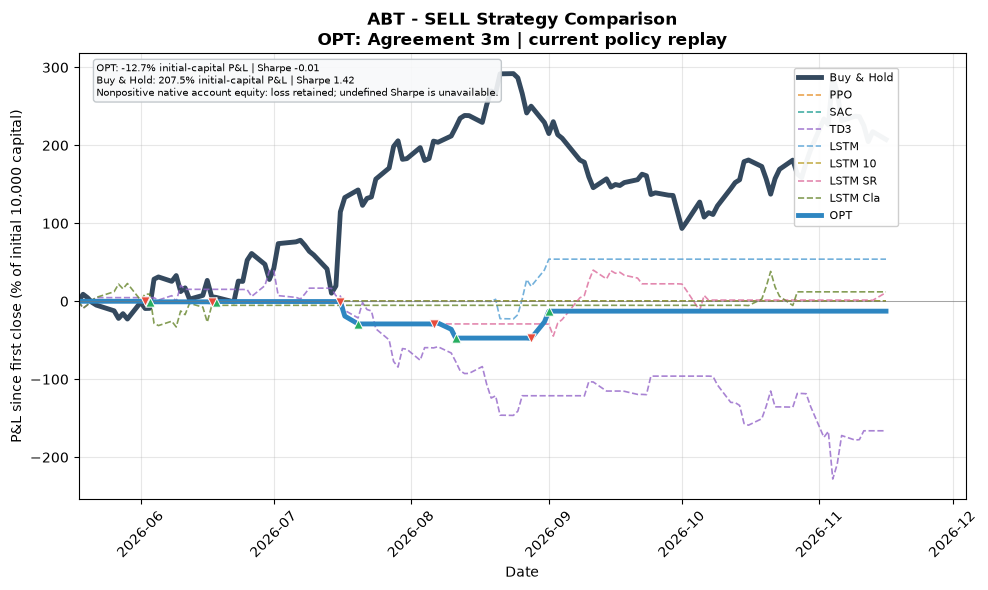 ABT - SELL Strategy Comparison
OPT: Agreement 3m | current policy replay
OPT: -12.7% initial-capital P&L | Sharpe -0.01
Buy & Hold: 207.5% initial-capital P&L | Sharpe 1.42
Nonpositive native account equity: loss retained; undefined Sharpe is unavailable.
Buy & Hold
PPO
SAC
TD3
LSTM
LSTM 10
LSTM SR
LSTM Cla
OPT
P&L since first close (% of initial 10,000 capital)
300
200
100
0
−100
−200
2026-06
2026-07
2026-08
2026-09
2026-10
2026-11
2026-12
Date